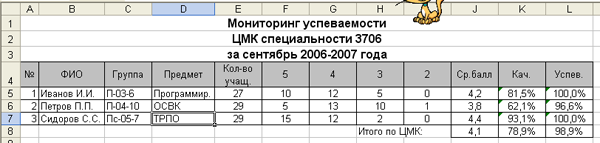 A B C D E F G H I J K L
1 Мониторинг успеваемости
2 ЦМК специальности 3706
3 за сентябрь 2006-2007 года
4 № ФИО Группа Предмет Кол-во учащ. 5 4 3 2 Ср.балл Кач. Успев.
5 1 Иванов И.И. П-03-6 Программир. 27 10 12 5 0 4,2 81,5% 100,0%
6 2 Петров П.П. П-04-10 ОСВК 29 5 13 10 1 3,8 62,1% 96,6%
7 3 Сидоров С.С. Пс-05-7 ТРПО 29 15 12 2 0 4,4 93,1% 100,0%
8 Итого по ЦМК: 4,1 78,9% 98,9%